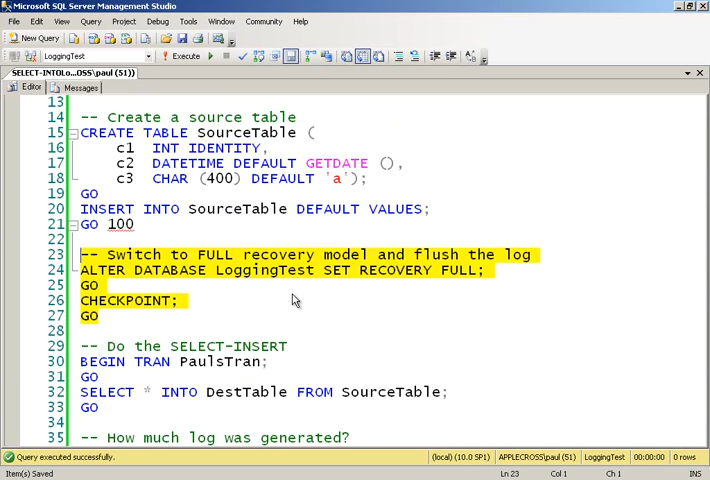 Microsoft SQL Server Management Studio
File Edit View Query Project Debug Tools Window Community Help
New Query
LoggingTest Execute
SELECT-INTOLo...OSS\paul (51))
Editor Messages
13
14 -- Create a source table
15 CREATE TABLE SourceTable (
16 c1 INT IDENTITY,
17 c2 DATETIME DEFAULT GETDATE (),
18 c3 CHAR (400) DEFAULT 'a');
19 GO
20 INSERT INTO SourceTable DEFAULT VALUES;
21 GO 100
22
23 -- Switch to FULL recovery model and flush the log
24 ALTER DATABASE LoggingTest SET RECOVERY FULL;
25 GO
26 CHECKPOINT;
27 GO
28
29 -- Do the SELECT-INSERT
30 BEGIN TRAN PaulsTran;
31 GO
32 SELECT * INTO DestTable FROM SourceTable;
33 GO
34
35 -- How much log was generated?
Query executed successfully. (local) (10.0 SP1) APPLECROSS\paul (51) LoggingTest 00:00:00 0 rows
Item(s) Saved Ln 23 Col 1 Ch 1 INS